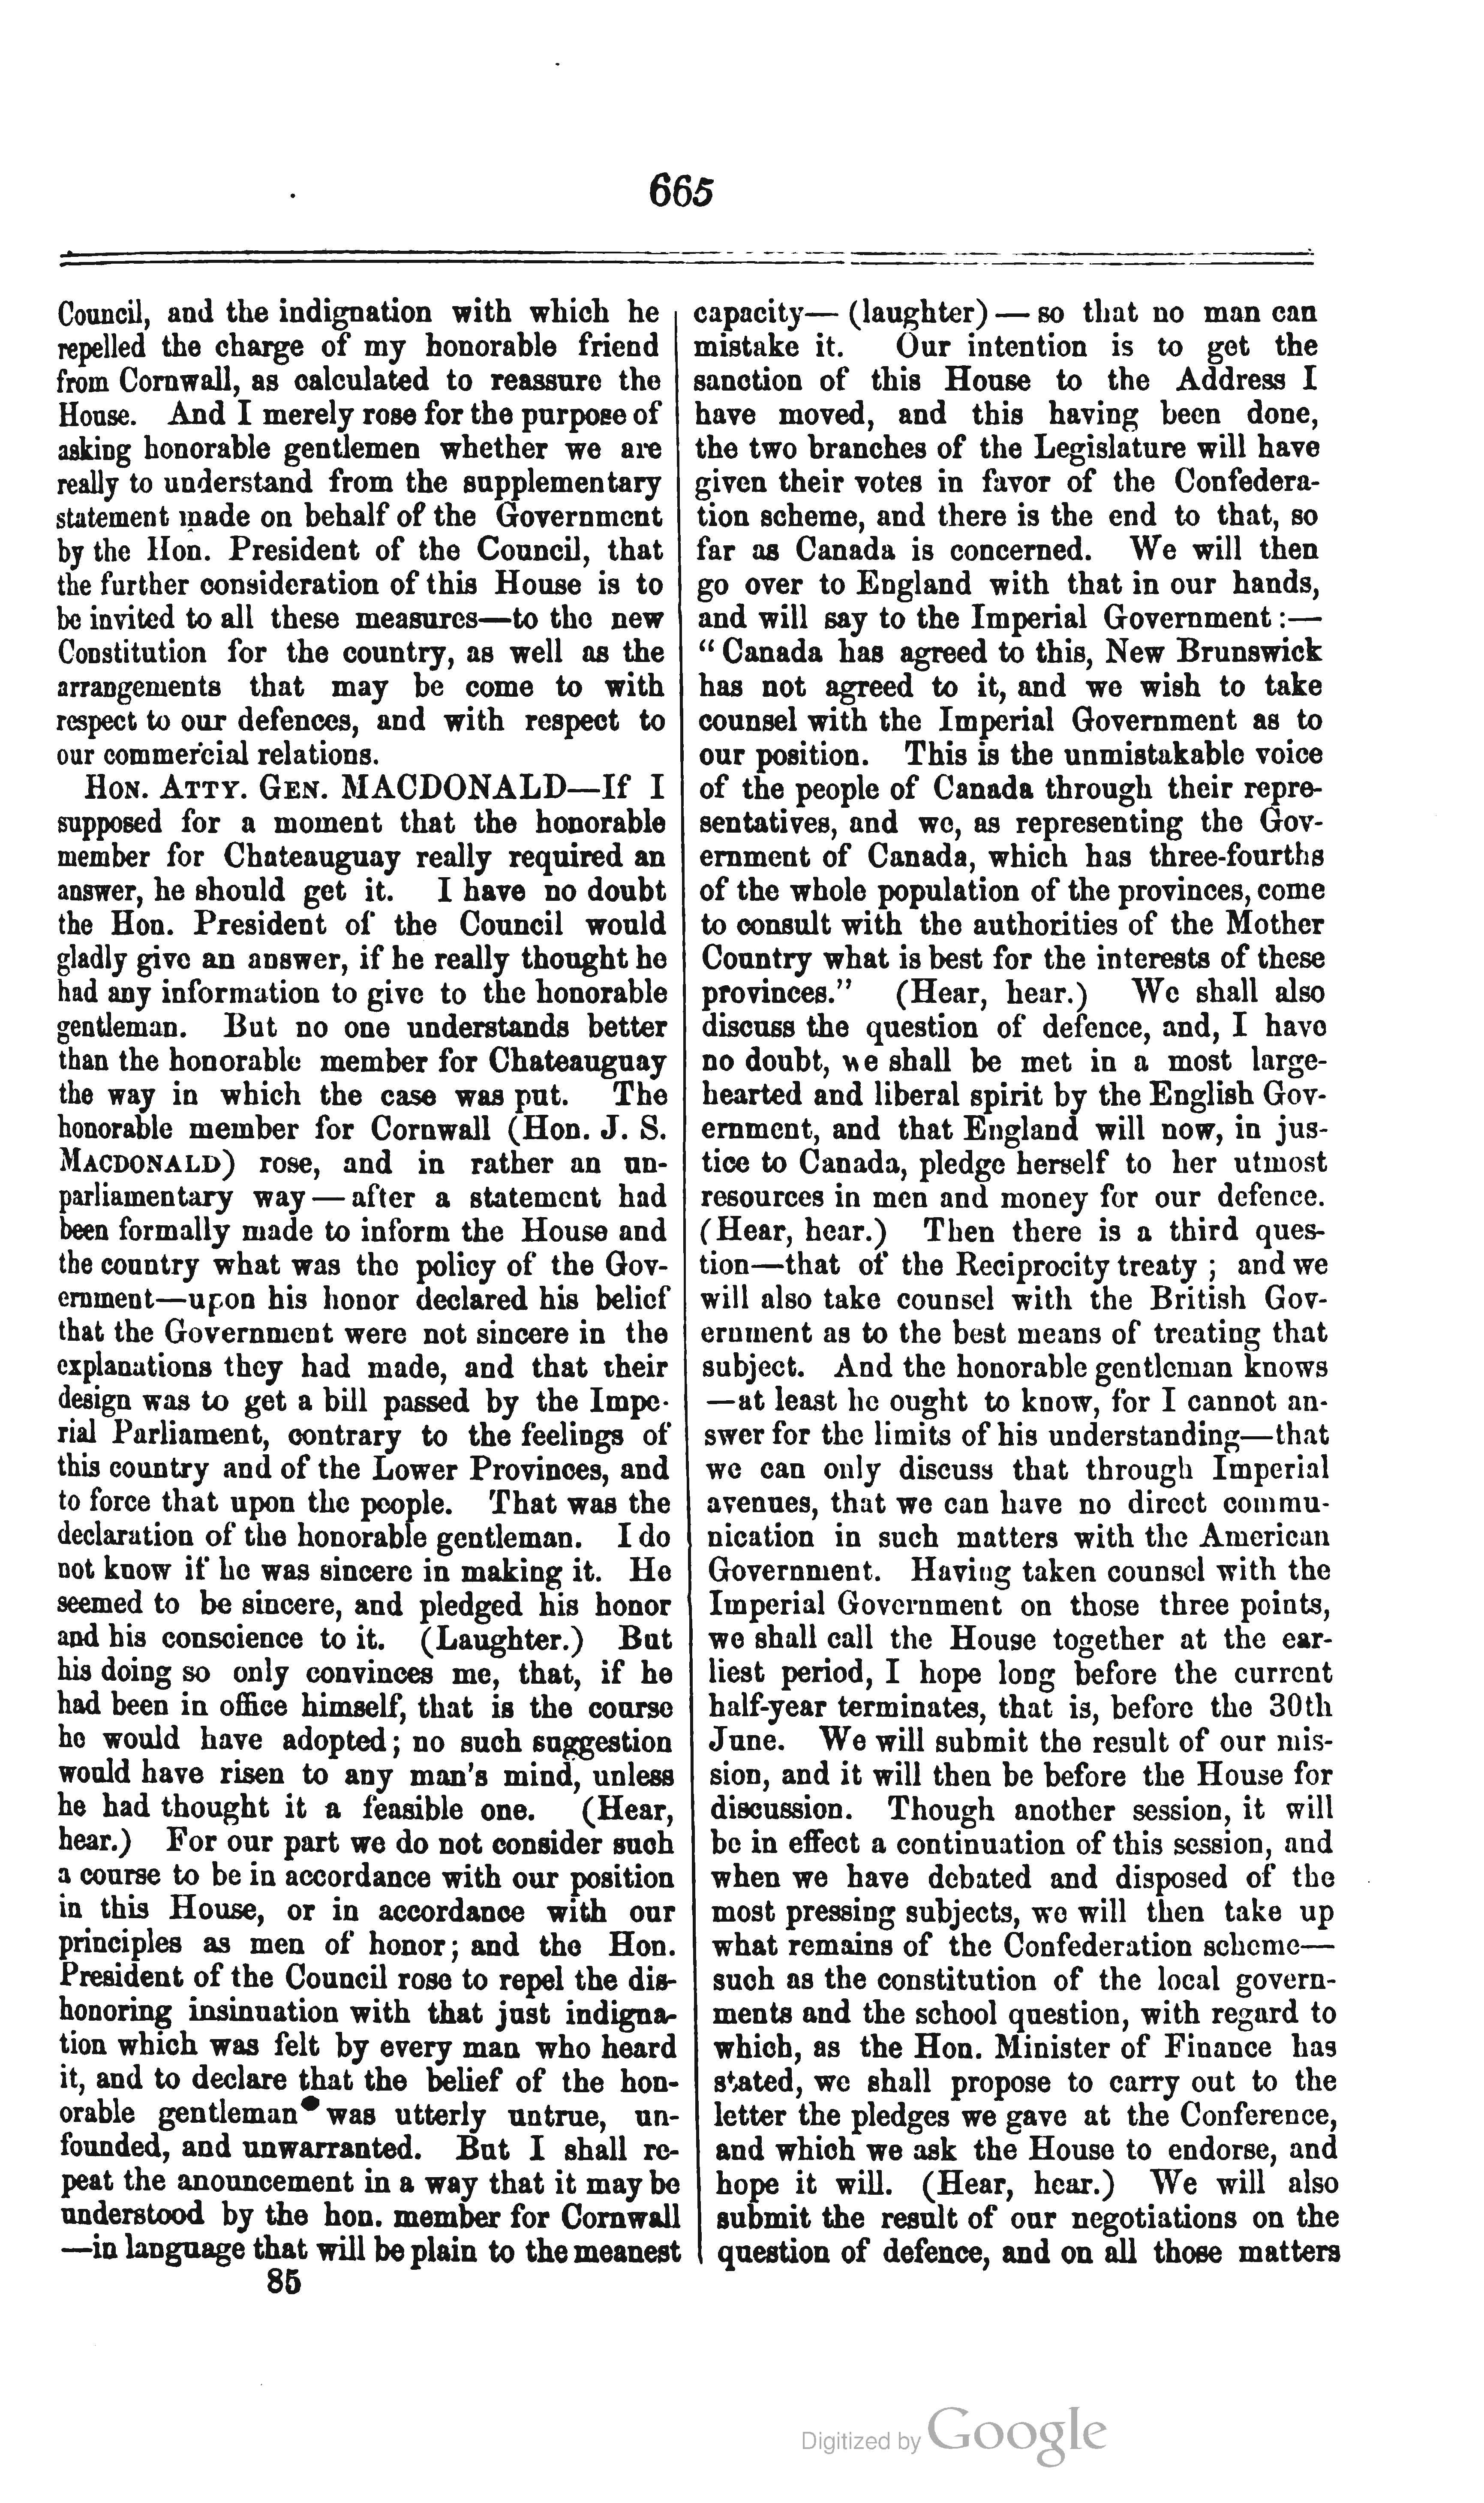 665
Council, and the indignation with which he
repelled the charge of my honorable friend
from Cornwall, as calculated to reassure the
House. And I merely rose for the purpose of
asking honorable gentlemen whether we are
really to understand from the supplementary
statement made on behalf of the Government
by the Hon. President of the Council, that
the further consideration of this House is to
be invited to all these measures—to the new
Constitution for the country, as well as the
arrangements that may be come to with
respect to our defences, and with respect to
our commercial relations.
HON. ATTY. GEN. MACDONALD—If I
supposed for a moment that the honorable
member for Chateauguay really required an
answer, he should get it. I have no doubt
the Hon. President of the Council would
gladly give an answer, if he really thought he
had any information to give to the honorable
gentleman. But no one understands better
than the honorable member for Chateauguay
the way in which the case was put. The
honorable member for Cornwall (Hon. J. S.
MACDONALD) rose, and in rather an un-
parliamentary way—after a statement had
been formally made to inform the House and
the country what was the policy of the Gov-
ernment—upon his honor declared his belief
that the Government were not sincere in the
explanations they had made, and that their
design was to get a bill passed by the Impe-
rial Parliament, contrary to the feelings of
this country and of the Lower Provinces, and
to force that upon the people. That was the
declaration of the honorable gentleman. I do
not know if he was sincere in making it. He
seemed to be sincere, and pledged his honor
and his conscience to it. (Laughter.) But
his doing so only convinces me, that, if he
had been in office himself, that is the course
he would have adopted; no such suggestion
would have risen to any man's mind, unless
he had thought it a feasible one. (Hear,
hear.) For our part we do not consider such
a course to be in accordance with our position
in this House, or in accordance with our
principles as men of honor; and the Hon.
President of the Council rose to repel the dis-
honoring insinuation with that just indigna-
tion which was felt by every man who heard
it, and to declare that the belief of the hon-
orable gentleman was utterly untrue, un-
founded, and unwarranted. But I shall re-
peat the anouncement in a way that it may be
understood by the hon. member for Cornwall
—in language that will be plain to the meanest
85
capacity— (laughter) — so that no man can
mistake it. Our intention is to get the
sanction of this House to the Address I
have moved, and this having been done,
the two branches of the Legislature will have
given their votes in favor of the Confedera-
tion scheme, and there is the end to that, so
far as Canada is concerned. We will then
go over to England with that in our hands,
and will say to the Imperial Government :—
"Canada has agreed to this, New Brunswick
has not agreed to it, and we wish to take
counsel with the Imperial Government as to
our position. This is the unmistakable voice
of the people of Canada through their repre-
sentatives, and we, as representing the Gov-
ernment of Canada, which has three-fourths
of the whole population of the provinces, come
to consult with the authorities of the Mother
Country what is best for the interests of these
provinces." (Hear, hear.) We shall also
discuss the question of defence, and, I have
no doubt, we shall be met in a most large-
hearted and liberal spirit by the English Gov-
ernment, and that England will now, in jus-
tice to Canada, pledge herself to her utmost
resources in men and money for our defence.
(Hear, hear.) Then there is a third ques-
tion—that of the Reciprocity treaty ; and we
will also take counsel with the British Gov-
ernment as to the best means of treating that
subject. And the honorable gentleman knows
—at least he ought to know, for I cannot an-
swer for the limits of his understanding—that
we can only discuss that through Imperial
avenues, that we can have no direct commu-
nication in such matters with the American
Government. Having taken counsel with the
Imperial Government on those three points,
we shall call the House together at the ear-
liest period, I hope long before the current
half-year terminates, that is, before the 30th
June. We will submit the result of our mis-
sion, and it will then be before the House for
discussion. Though another session, it will
be in effect a continuation of this session, and
when we have debated and disposed of the
most pressing subjects, we will then take up
what remains of the Confederation scheme—
such as the constitution of the local govern-
ments and the school question, with regard to
which, as the Hon. Minister of Finance has
stated, we shall propose to carry out to the
letter the pledges we gave at the Conference,
and which we ask the House to endorse, and
hope it will. (Hear, hear.) We will also
submit the result of our negotiations on the
question of defence, and on all those matters
Digitized by Google